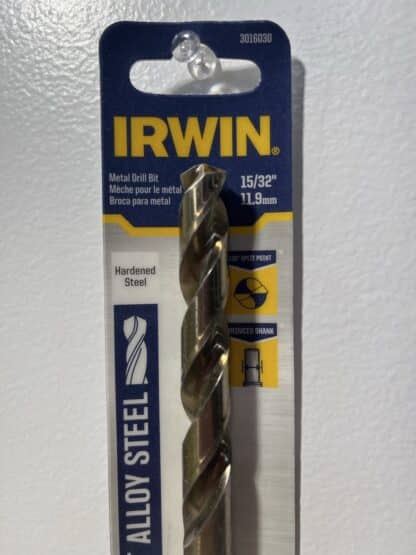 3016030
IRWIN®
Metal Drill Bit
Mèche pour le métal
Broca para metal
15/32"
11.9mm
Hardened
Steel
SPLIT POINT
REDUCED SHANK
ALLOY STEEL